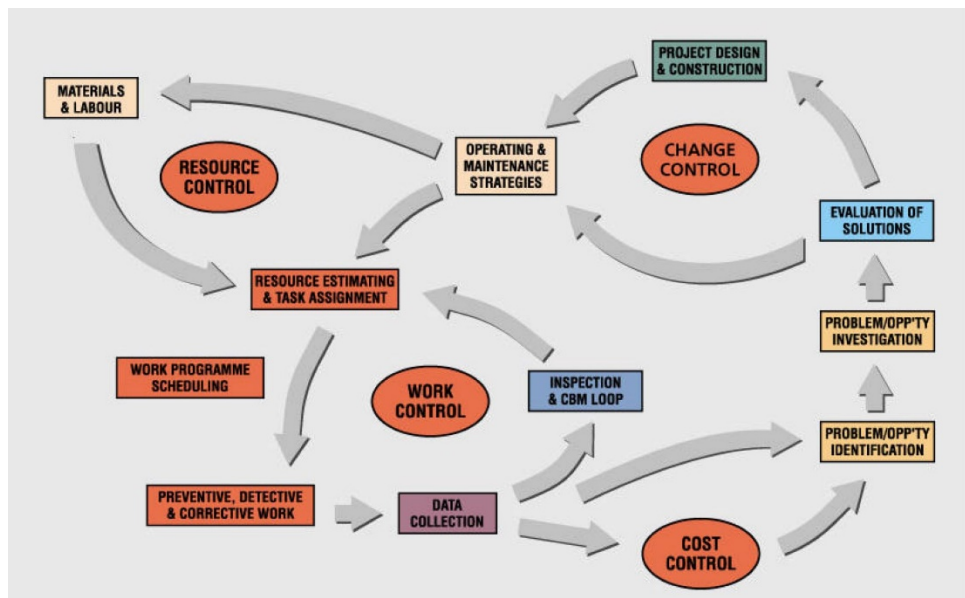 PROJECT DESIGN
& CONSTRUCTION
MATERIALS
& LABOUR
RESOURCE
CONTROL
OPERATING &
MAINTENANCE
STRATEGIES
CHANGE
CONTROL
EVALUATION OF
SOLUTIONS
RESOURCE ESTIMATING
& TASK ASSIGNMENT
PROBLEM/OPP'TY
INVESTIGATION
WORK PROGRAMME
SCHEDULING
WORK
CONTROL
INSPECTION
& CBM LOOP
PROBLEM/OPP'TY
IDENTIFICATION
PREVENTIVE, DETECTIVE
& CORRECTIVE WORK
DATA
COLLECTION
COST
CONTROL